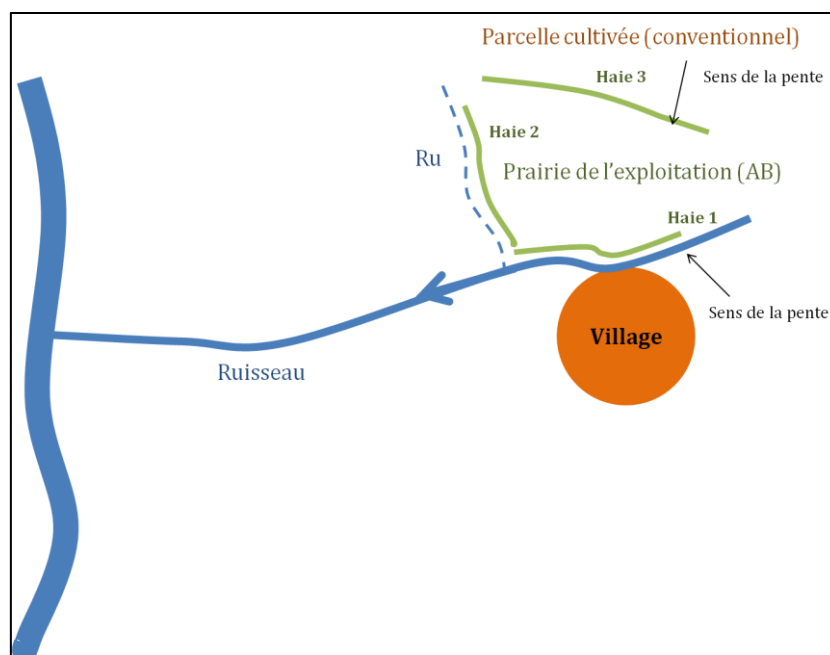 Parcelle cultivée (conventionnel)
Haie 3
Sens de la pente
Haie 2
Ru
Prairie de l'exploitation (AB)
Haie 1
Sens de la pente
Village
Ruisseau